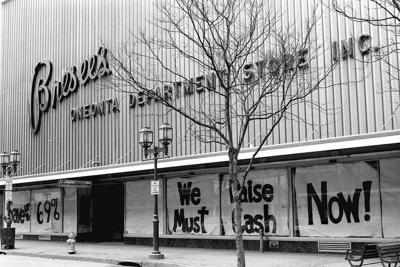 Bresee's
ONEONTA DEPARTMENT STORE INC.
Save's 69%
We Must
Raise Cash
Now!